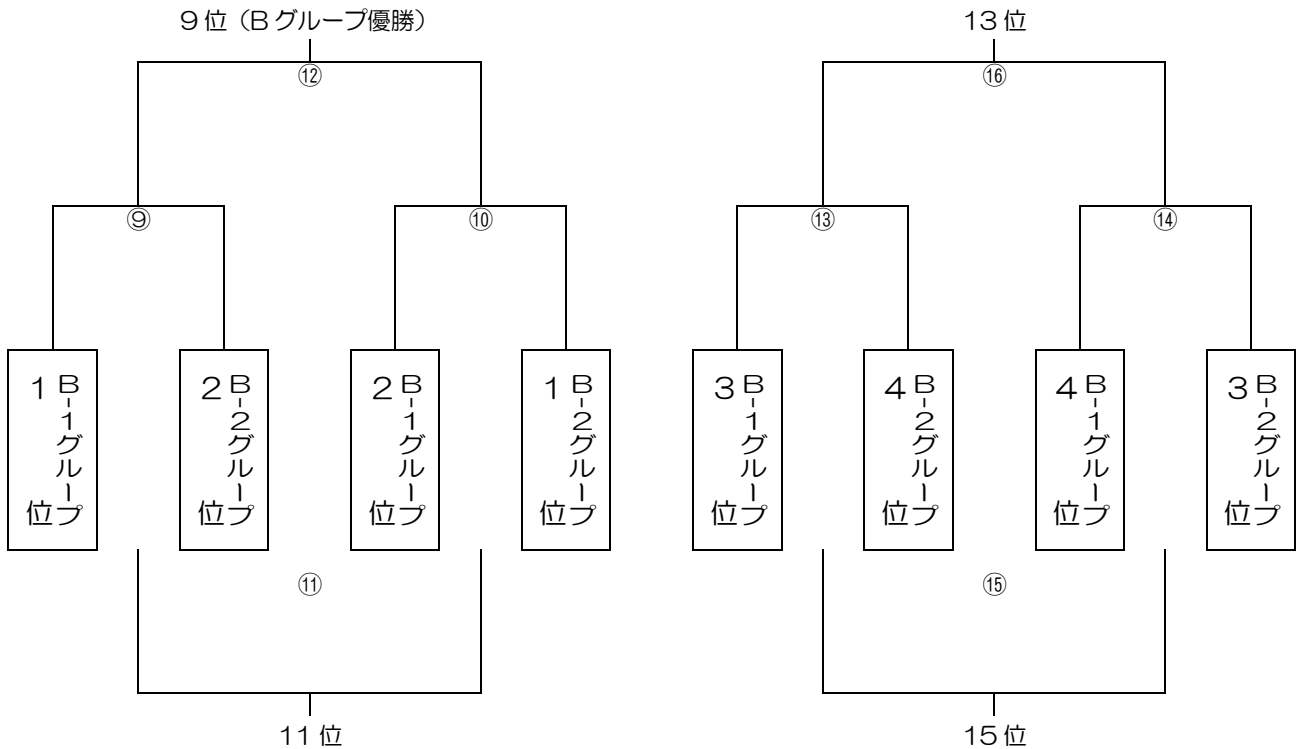 9位（Bグループ優勝）
13位
⑫
⑯
⑨
⑩
⑬
⑭
B-1グループ
1位
B-2グループ
2位
B-1グループ
2位
B-2グループ
1位
B-1グループ
3位
B-2グループ
4位
B-1グループ
4位
B-2グループ
3位
⑪
⑮
11位
15位